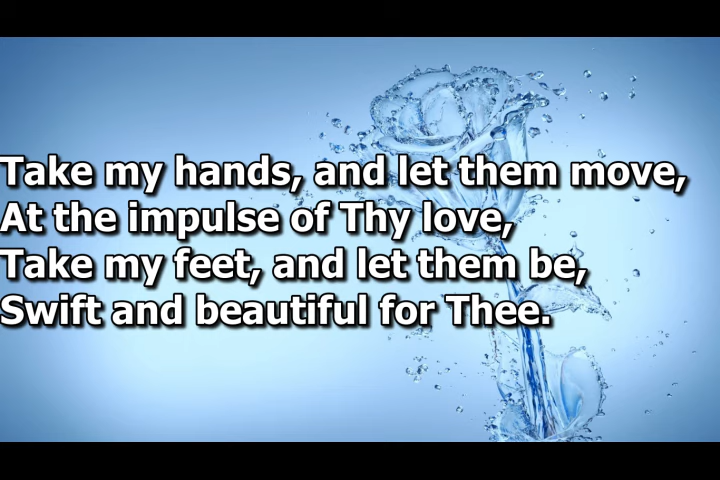 Take my hands, and let them move,
At the impulse of Thy love,
Take my feet, and let them be,
Swift and beautiful for Thee.